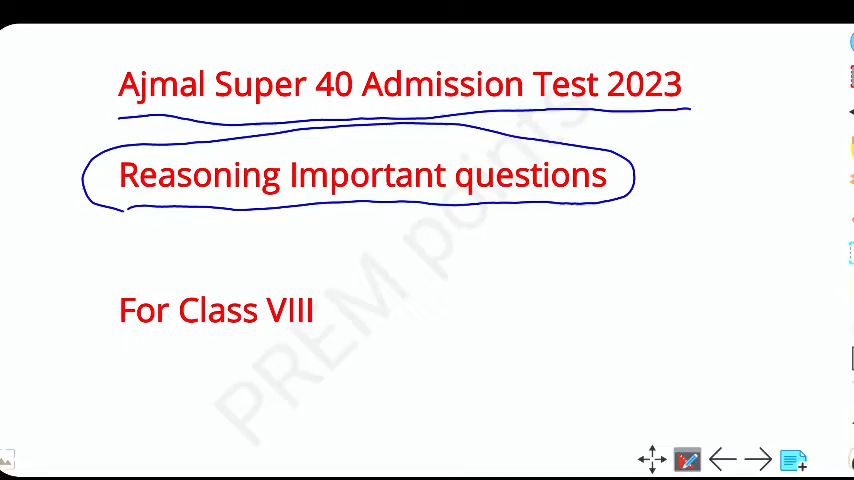 Ajmal Super 40 Admission Test 2023
Reasoning Important questions
For Class VIII
PREM points